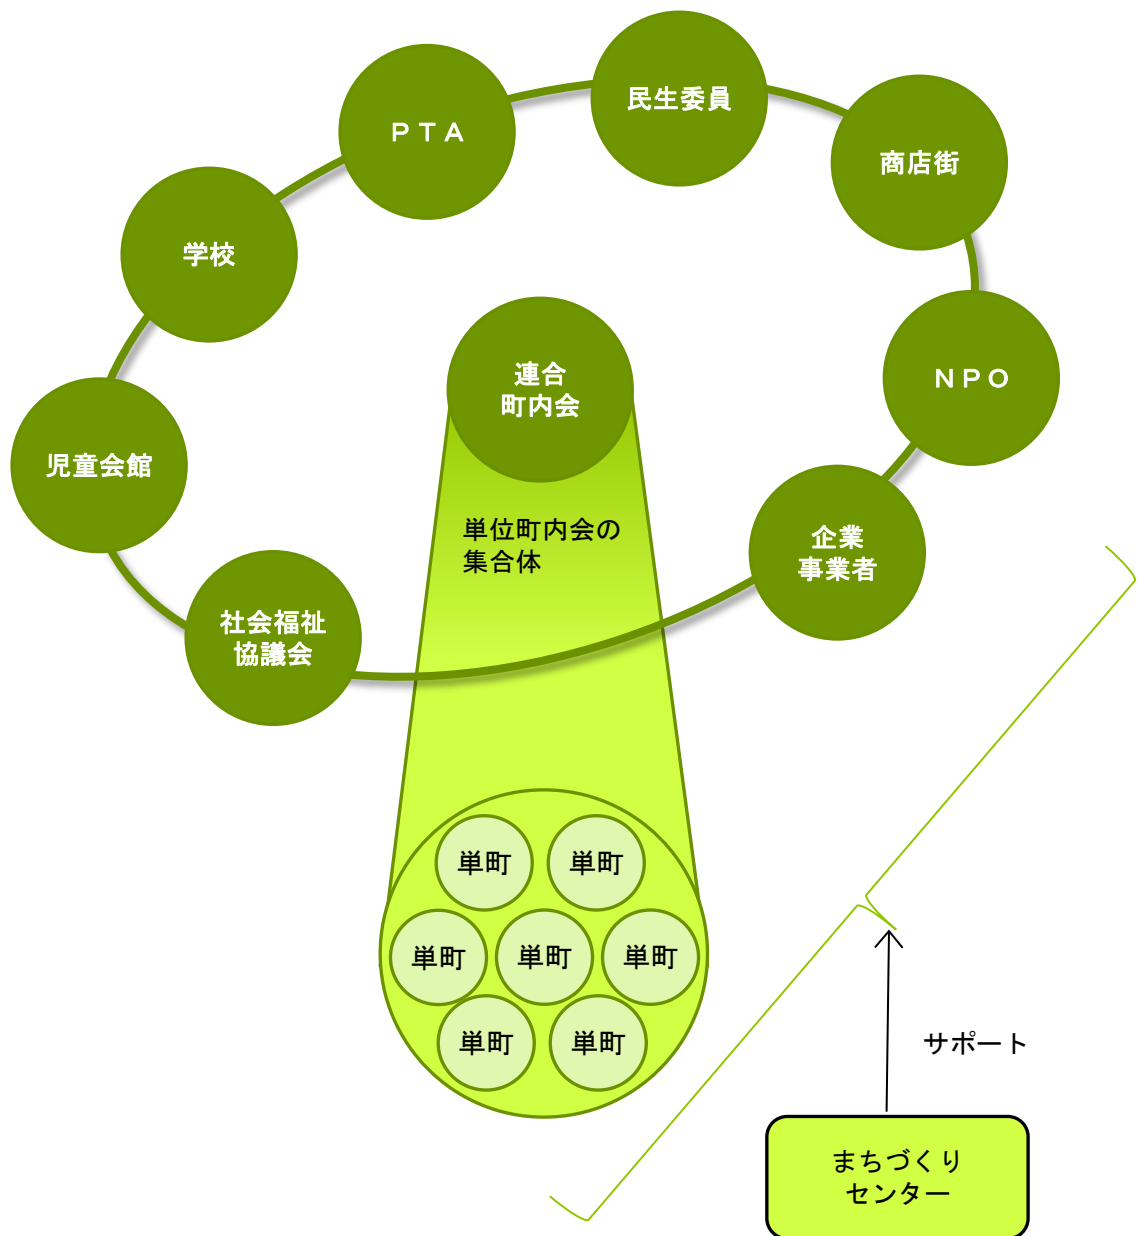 民生委員
ＰＴＡ
商店街
学校
連合
町内会
ＮＰＯ
児童会館
単位町内会の
集合体
企業
事業者
社会福祉
協議会
単町
単町
単町
単町
単町
単町
単町
サポート
まちづくり
センター